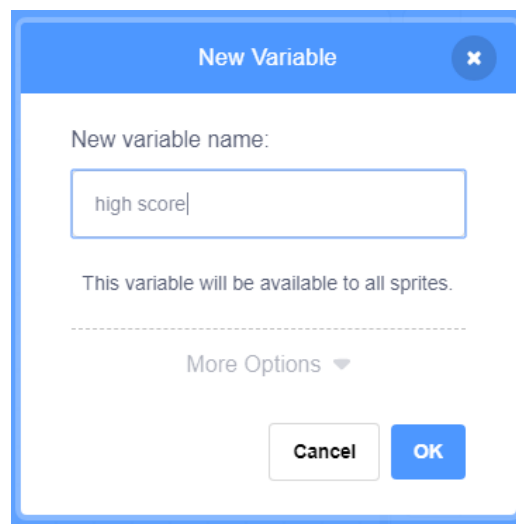 New Variable
New variable name:
high score
This variable will be available to all sprites.
More Options
Cancel OK